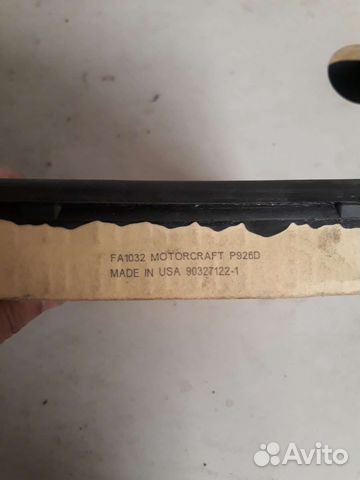 FA1032 MOTORCRAFT P926D
MADE IN USA 90327122-1
Avito